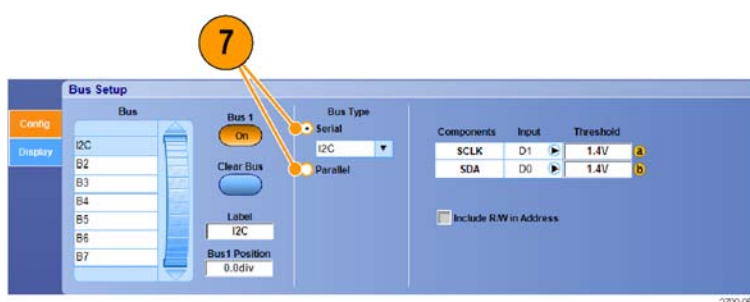 7
Bus Setup
Config
Display
Bus
I2C
B2
B3
B4
B5
B6
B7
Bus 1
On
Clear Bus
Label
I2C
Bus1 Position
0.0div
Bus Type
Serial
I2C
Parallel
Components Input Threshold
SCLK D1 1.4V a
SDA D0 1.4V b
Include R/W in Address